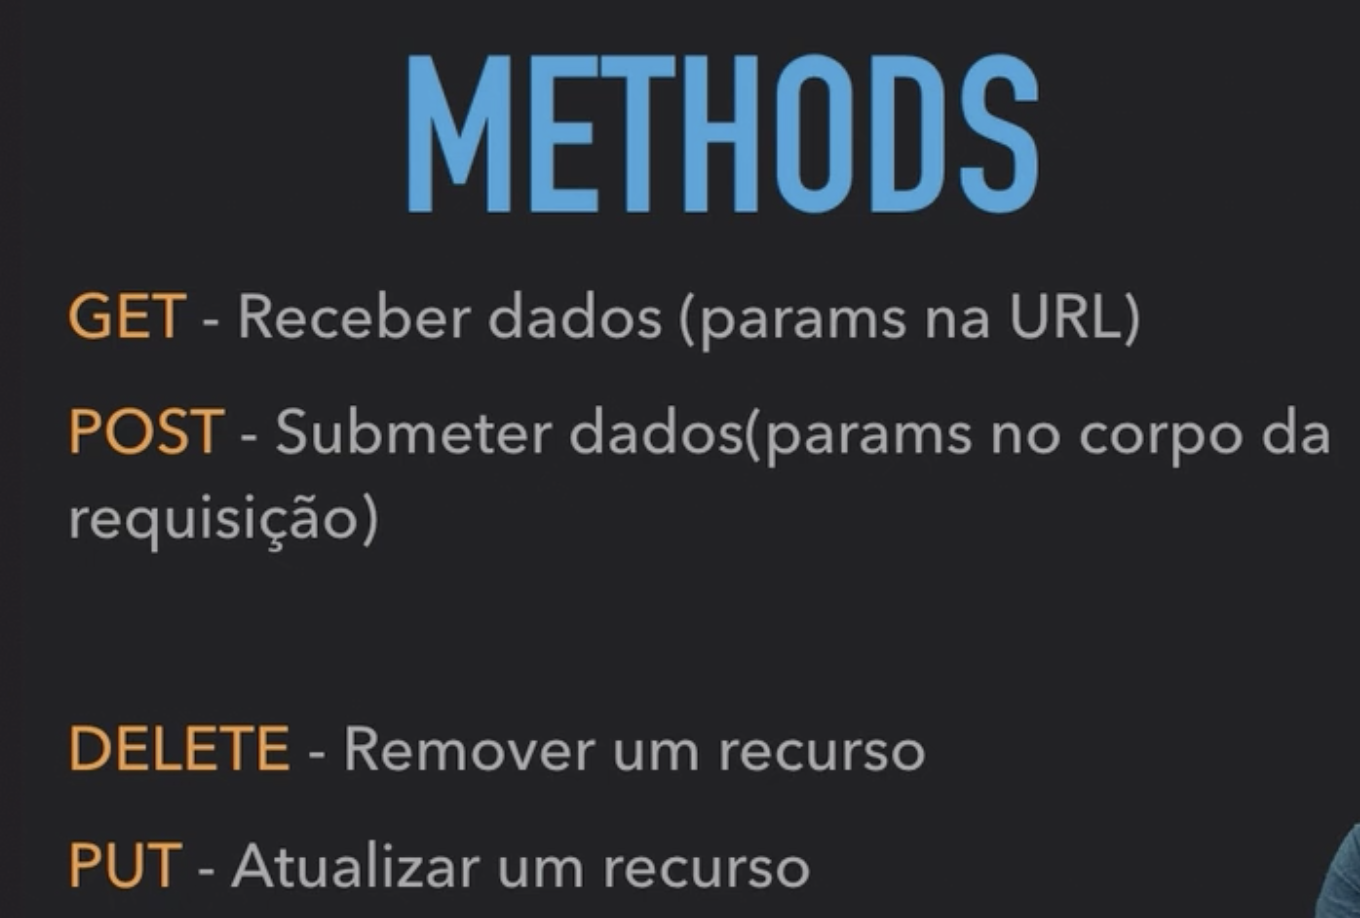 METHODS
GET - Receber dados (params na URL)
POST - Submeter dados(params no corpo da
requisição)
DELETE - Remover um recurso
PUT - Atualizar um recurso